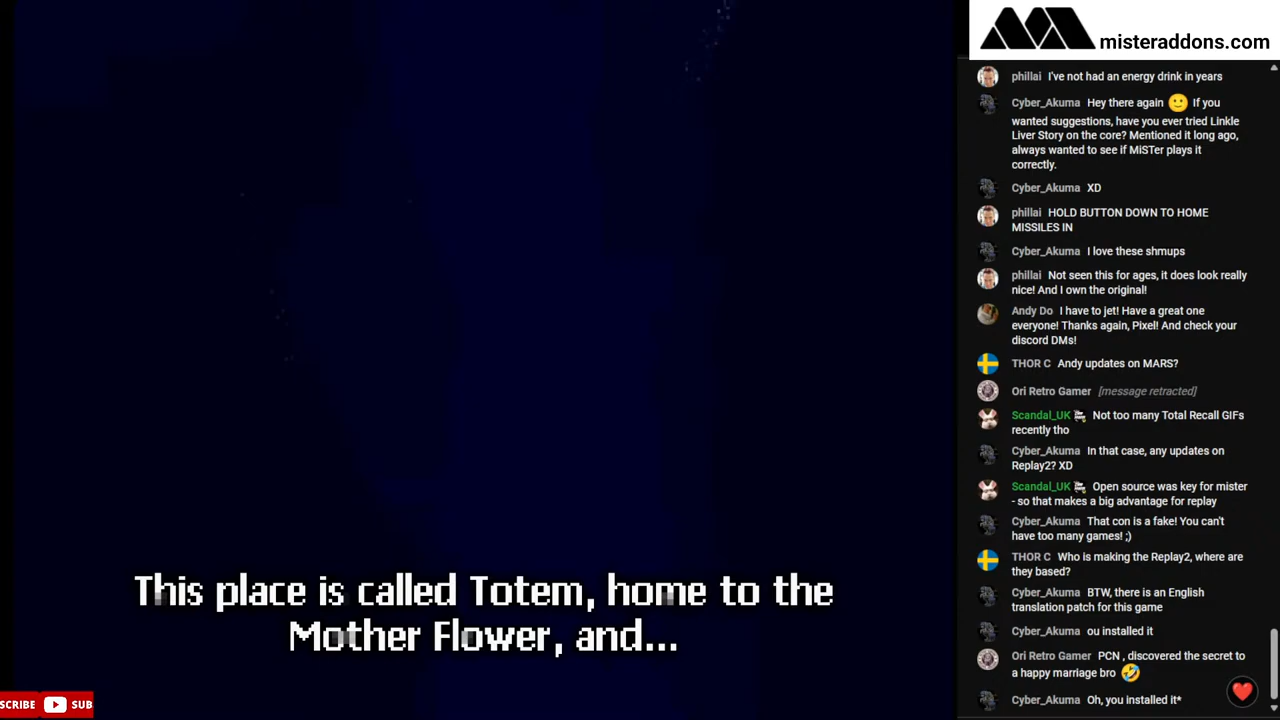 misteraddons.com
phillai I've not had an energy drink in years
Cyber_Akuma Hey there again 🙂 If you
wanted suggestions, have you ever tried Linkle
Liver Story on the core? Mentioned it long ago,
always wanted to see if MiSTer plays it
correctly.
Cyber_Akuma XD
phillai HOLD BUTTON DOWN TO HOME
MISSILES IN
Cyber_Akuma I love these shmups
phillai Not seen this for ages, it does look really
nice! And I own the original!
Andy Do I have to jet! Have a great one
everyone! Thanks again, Pixel! And check your
discord DMs!
THOR C Andy updates on MARS?
Ori Retro Gamer [message retracted]
Scandal_UK Not too many Total Recall GIFs
recently tho
Cyber_Akuma In that case, any updates on
Replay2? XD
Scandal_UK Open source was key for mister
- so that makes a big advantage for replay
Cyber_Akuma That con is a fake! You can't
have too many games! ;)
THOR C Who is making the Replay2, where are
they based?
Cyber_Akuma BTW, there is an English
translation patch for this game
Cyber_Akuma ou installed it
Ori Retro Gamer PCN , discovered the secret to
a happy marriage bro 🤣
Cyber_Akuma Oh, you installed it*
This place is called Totem, home to the
Mother Flower, and...
SCRIBE SUB